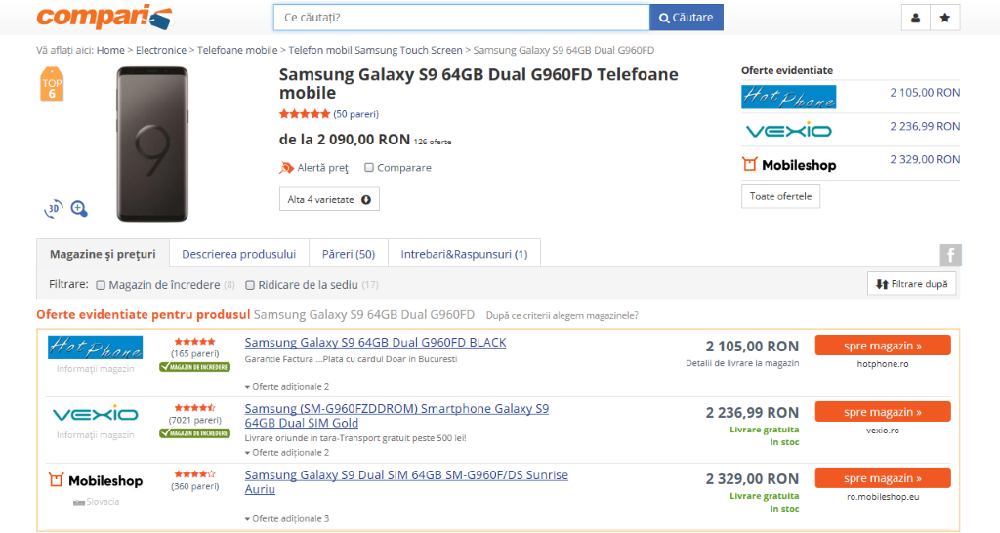 compari
Ce căutați?
Căutare
Vă aflați aici: Home > Electronice > Telefoane mobile > Telefon mobil Samsung Touch Screen > Samsung Galaxy S9 64GB Dual G960FD
TOP
6
9
3D
Samsung Galaxy S9 64GB Dual G960FD Telefoane
mobile
(50 pareri)
de la 2 090,00 RON 126 oferte
Alertă preţ
Comparare
Alta 4 varietate
Oferte evidentiate
Hot Phone 2 105,00 RON
VEXIO 2 236,99 RON
Mobileshop 2 329,00 RON
Toate ofertele
Magazine şi preţuri
Descrierea produsului
Păreri (50)
Intrebari&Raspunsuri (1)
f
Filtrare: Magazin de încredere (8) Ridicare de la sediu (17)
Filtrare după
Oferte evidentiate pentru produsul Samsung Galaxy S9 64GB Dual G960FD După ce criterii alegem magazinele?
Hot Phone
Informaţii magazin
(165 pareri)
MAGAZIN DE INCREDERE
Samsung Galaxy S9 64GB Dual G960FD BLACK
Garantie Factura ...Plata cu cardul Doar in Bucuresti
Oferte adiţionale 2
2 105,00 RON
Detalii de livrare la magazin
spre magazin »
hotphone.ro
VEXIO
Informaţii magazin
(7021 pareri)
MAGAZIN DE INCREDERE
Samsung (SM-G960FZDDROM) Smartphone Galaxy S9
64GB Dual SIM Gold
Livrare oriunde in tara-Transport gratuit peste 500 lei!
Oferte adiţionale 2
2 236,99 RON
Livrare gratuita
In stoc
spre magazin »
vexio.ro
Mobileshop
Slovacia
(360 pareri)
Samsung Galaxy S9 Dual SIM 64GB SM-G960F/DS Sunrise
Auriu
Oferte adiţionale 3
2 329,00 RON
Livrare gratuita
In stoc
spre magazin »
ro.mobileshop.eu